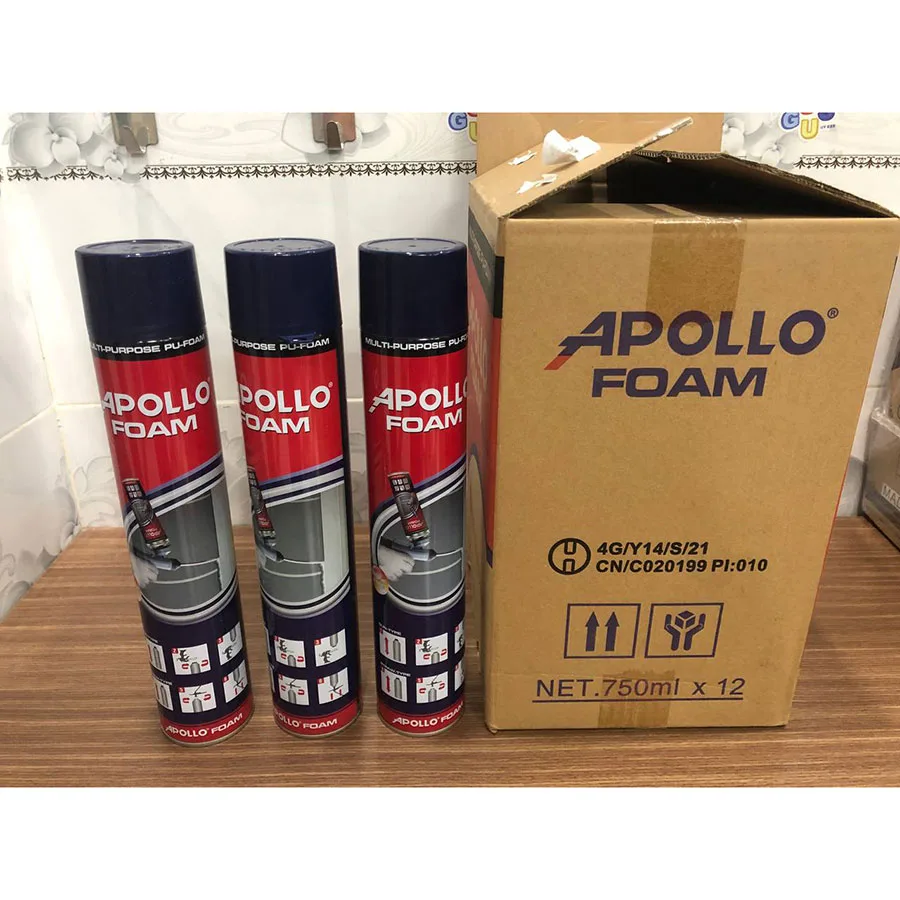 MULTI-PURPOSE PU-FOAM
APOLLO®
FOAM
APOLLO® FOAM
-PURPOSE PU-FOAM
APOLLO®
FOAM
APOLLO® FOAM
MULTI-PURPOSE PU-FOAM
APOLLO
FOAM
APOLLO® FOAM
APOLLO®
FOAM
4G/Y14/S/21
CN/C020199 PI:010
NET.750ml x 12